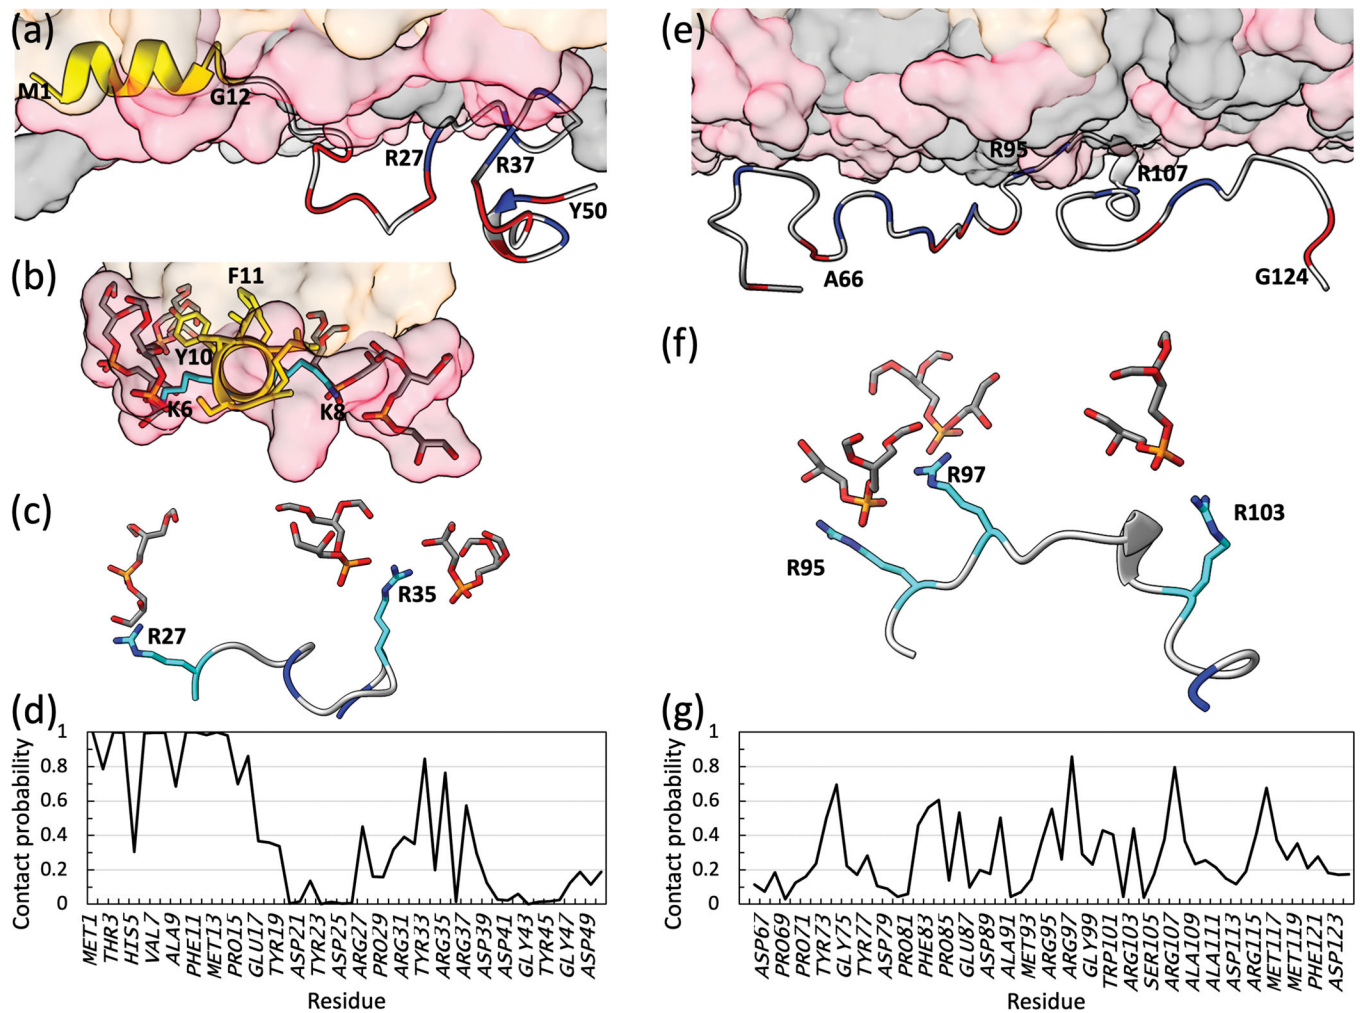 (a)
M1
G12
R27
R37
Y50
(b)
F11
Y10
K6
K8
(c)
R27
R35
(d)
Contact probability
1
0.8
0.6
0.4
0.2
0
MET1
THR3
HIS5
VAL7
ALA9
PHE11
MET13
PRO15
GLU17
TYR19
ASP21
TYR23
ASP25
ARG27
PRO29
ARG31
TYR33
ARG35
ARG37
ASP39
ASP41
GLY43
TYR45
GLY47
ASP49
Residue
(e)
R95
R107
A66
G124
(f)
R97
R103
R95
(g)
Contact probability
1
0.8
0.6
0.4
0.2
0
ASP67
PRO69
PRO71
TYR73
GLY75
TYR77
ASP79
PRO81
PHE83
PRO85
GLU87
ASP89
ALA91
MET93
ARG95
ARG97
GLY99
TRP101
ARG103
SER105
ARG107
ALA109
ALA111
ASP113
ARG115
MET117
MET119
PHE121
ASP123
Residue